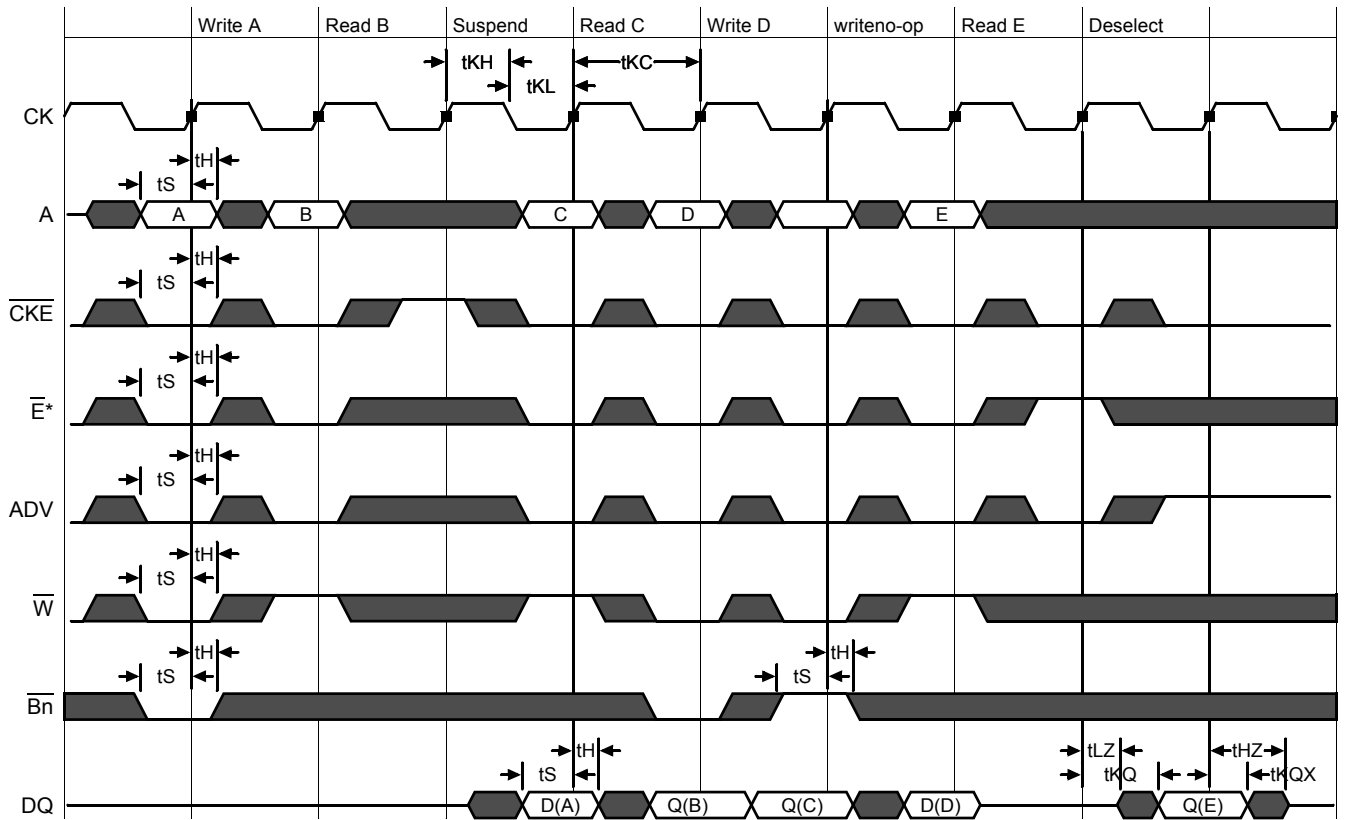 Write A Read B Suspend Read C Write D writeno-op Read E Deselect
tKH tKC
tKL
CK
tH
tS
A A B C D E
tH
tS
CKE
tH
tS
E*
tH
tS
ADV
tH
tS
W
tH tH
tS tS
Bn
tH tLZ tHZ
tS tKQ tKQX
DQ D(A) Q(B) Q(C) D(D) Q(E)